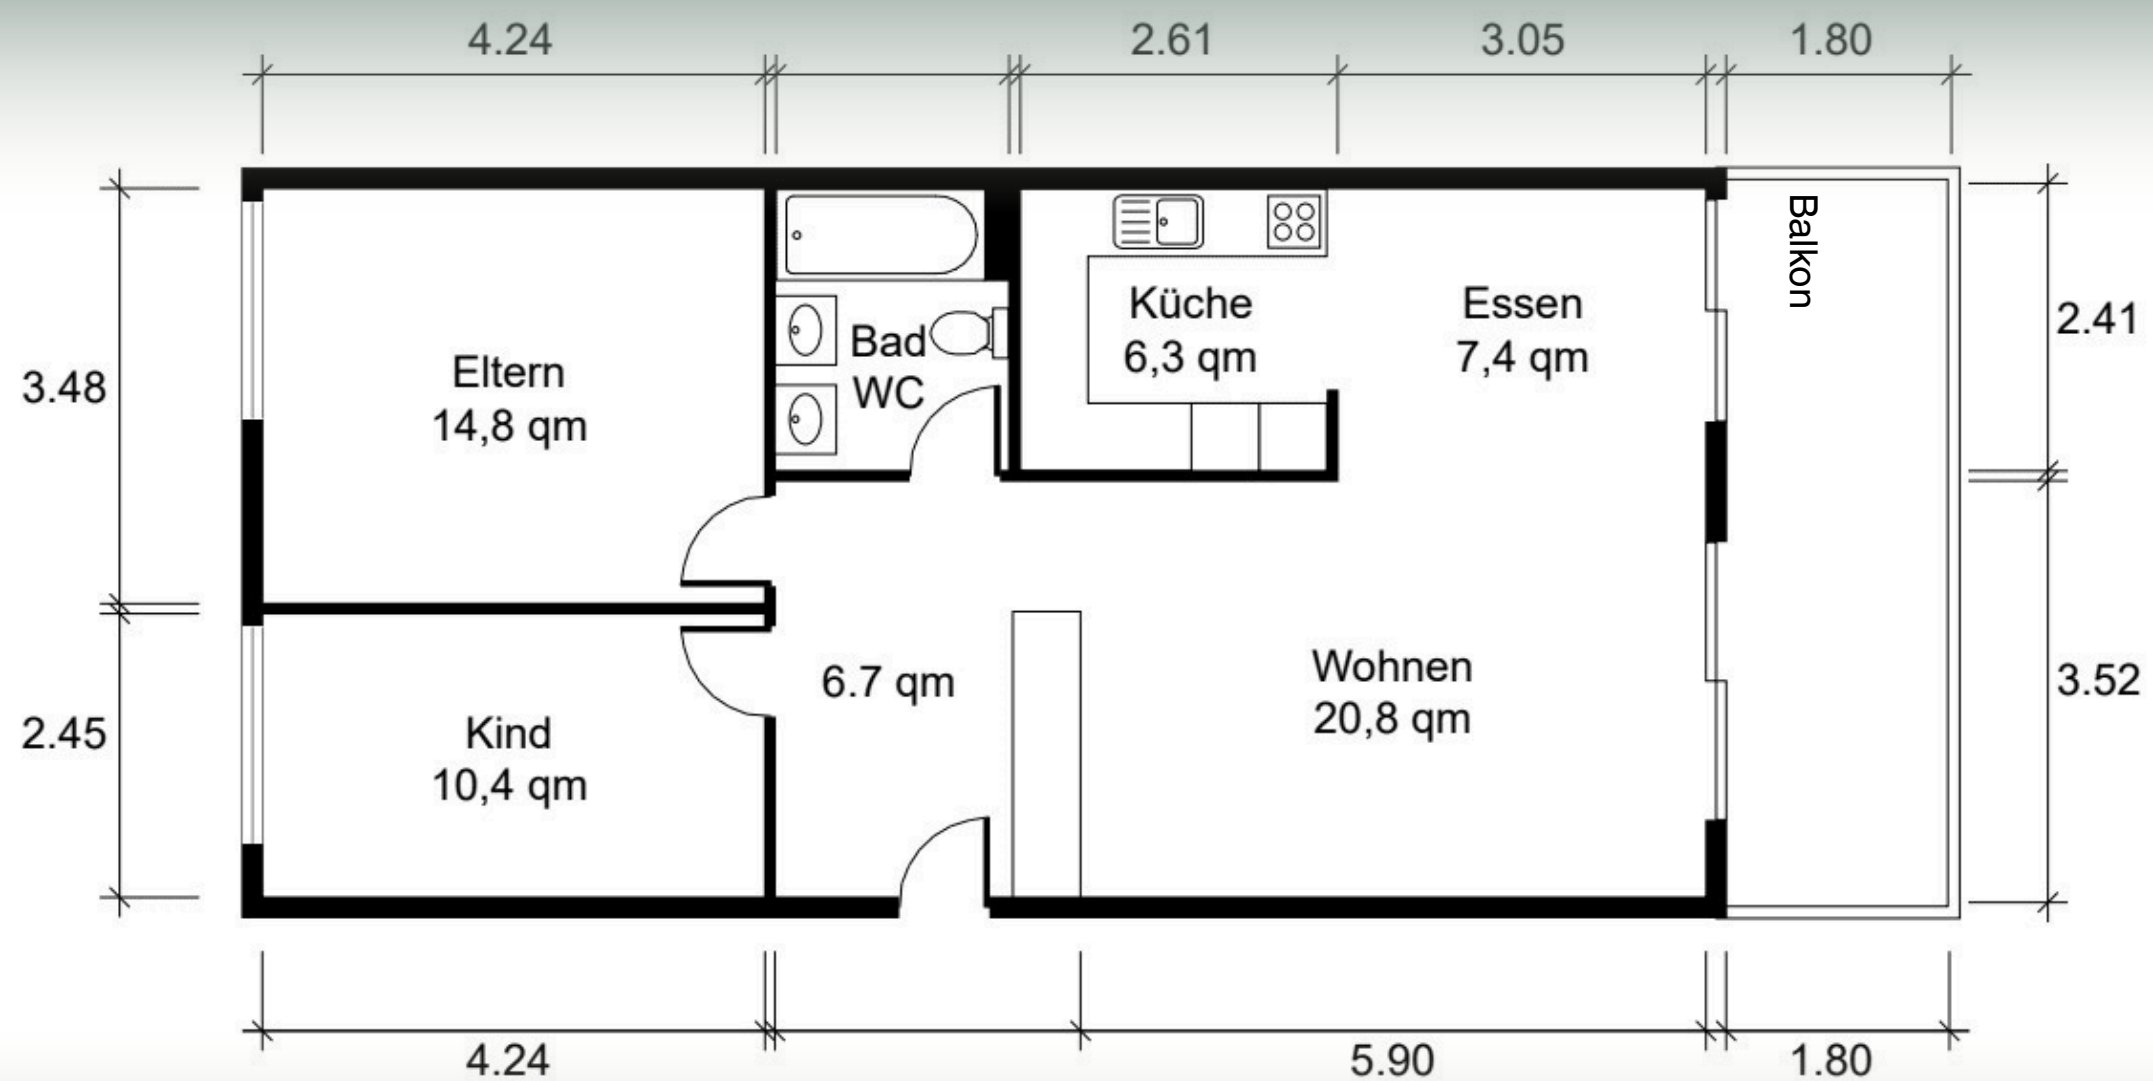 4.24
2.61
3.05
1.80
Balkon
Küche
6,3 qm
Essen
7,4 qm
2.41
Bad
WC
Eltern
14,8 qm
3.48
Wohnen
20,8 qm
3.52
6.7 qm
Kind
10,4 qm
2.45
4.24
5.90
1.80